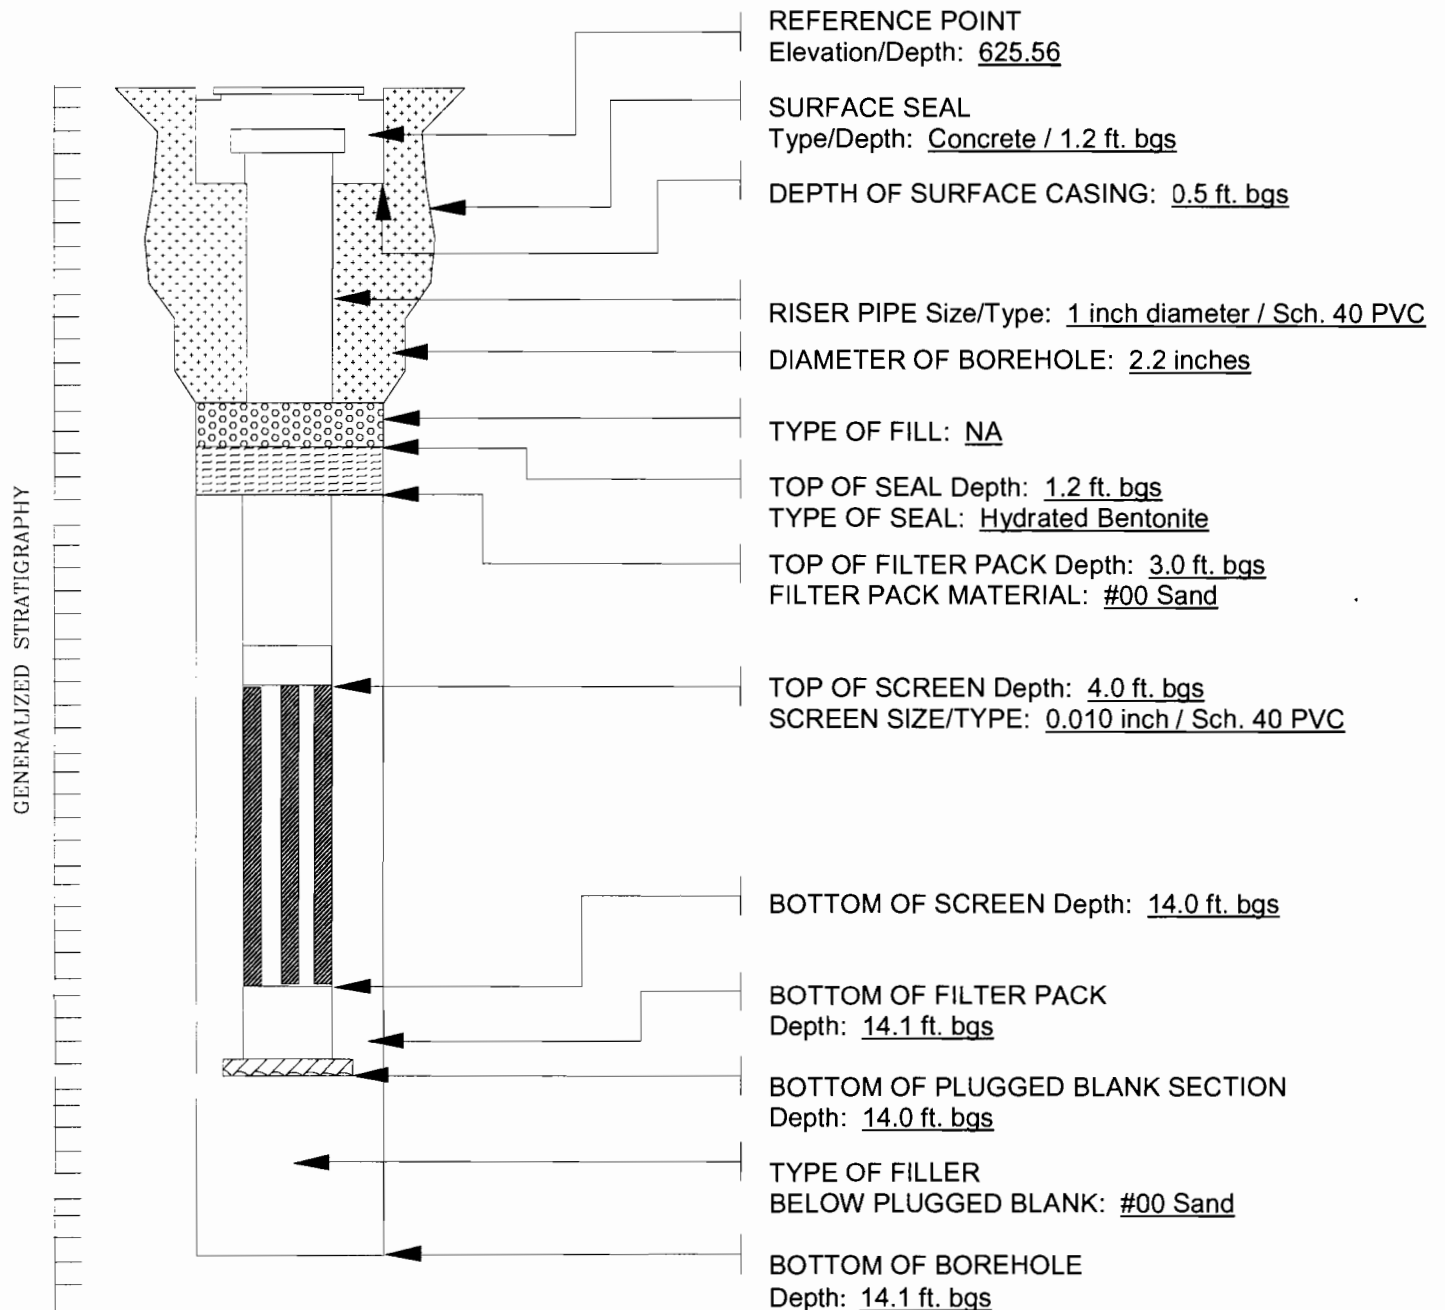 REFERENCE POINT
Elevation/Depth: 625.56
SURFACE SEAL
Type/Depth: Concrete / 1.2 ft. bgs
DEPTH OF SURFACE CASING: 0.5 ft. bgs
RISER PIPE Size/Type: 1 inch diameter / Sch. 40 PVC
DIAMETER OF BOREHOLE: 2.2 inches
TYPE OF FILL: NA
TOP OF SEAL Depth: 1.2 ft. bgs
TYPE OF SEAL: Hydrated Bentonite
TOP OF FILTER PACK Depth: 3.0 ft. bgs
FILTER PACK MATERIAL: #00 Sand
GENERALIZED STRATIGRAPHY
TOP OF SCREEN Depth: 4.0 ft. bgs
SCREEN SIZE/TYPE: 0.010 inch / Sch. 40 PVC
BOTTOM OF SCREEN Depth: 14.0 ft. bgs
BOTTOM OF FILTER PACK
Depth: 14.1 ft. bgs
BOTTOM OF PLUGGED BLANK SECTION
Depth: 14.0 ft. bgs
TYPE OF FILLER
BELOW PLUGGED BLANK: #00 Sand
BOTTOM OF BOREHOLE
Depth: 14.1 ft. bgs